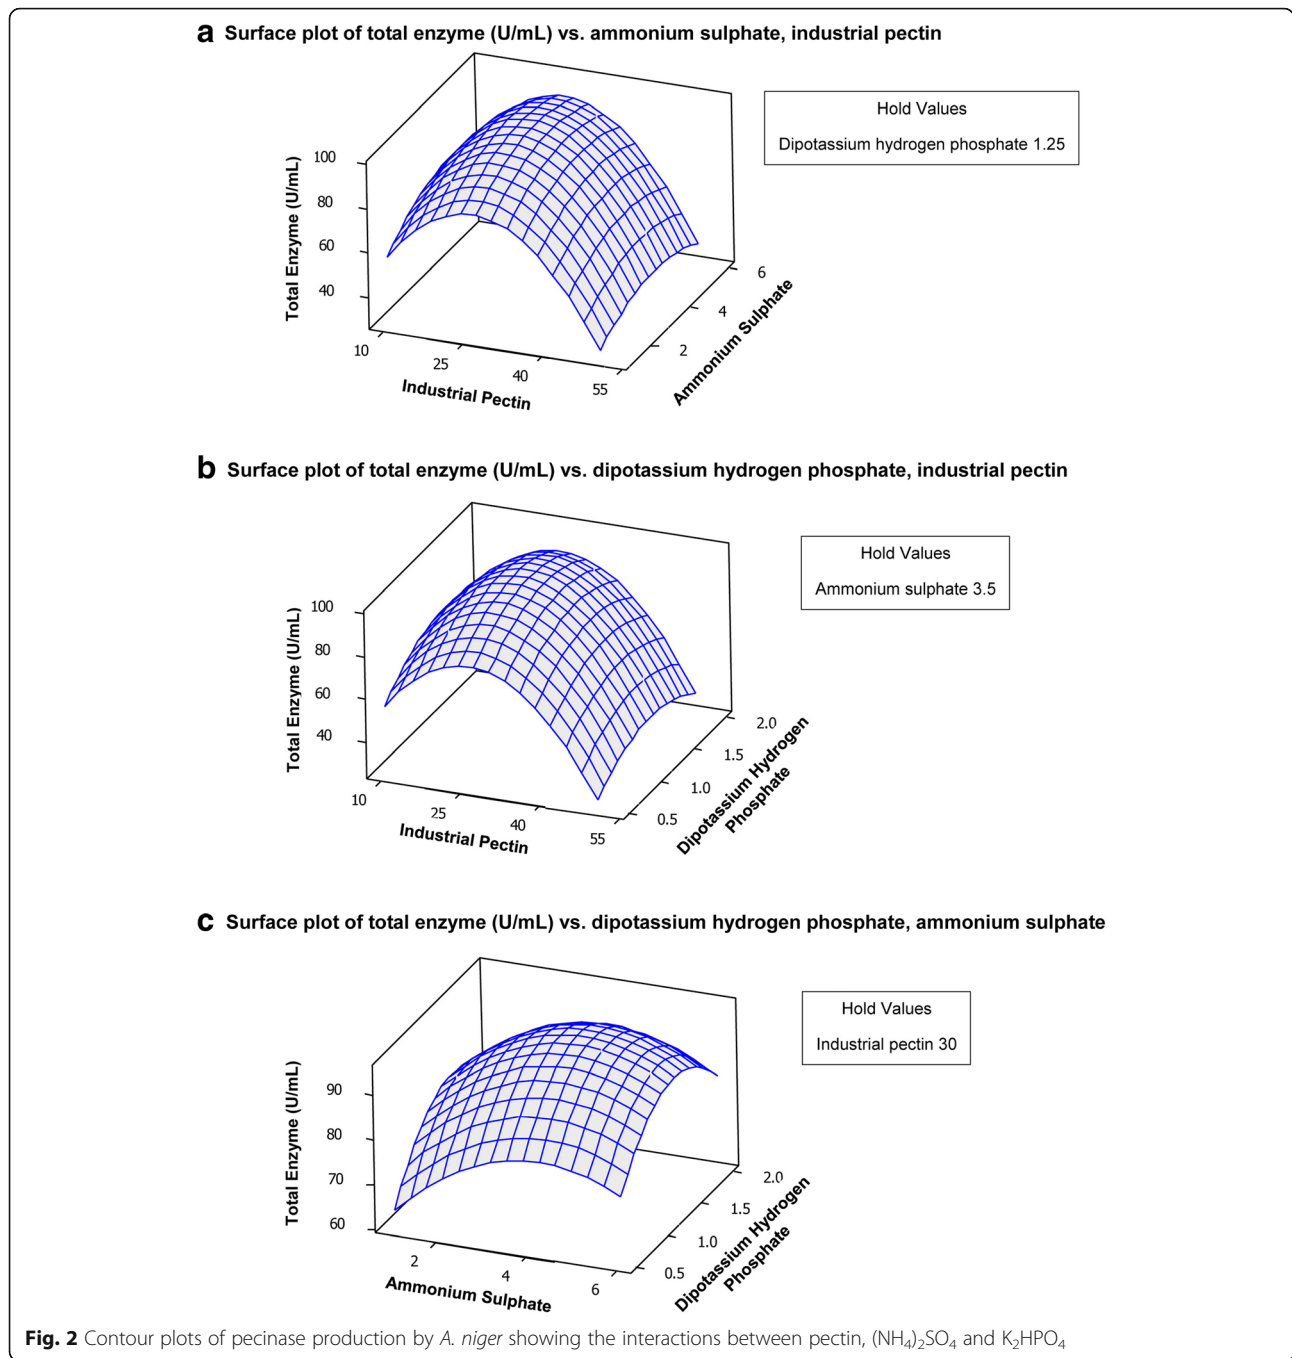 a Surface plot of total enzyme (U/mL) vs. ammonium sulphate, industrial pectin
Hold Values
Dipotassium hydrogen phosphate 1.25
Total Enzyme (U/mL)
100
80
60
40
10
25
40
55
Industrial Pectin
2
4
6
Ammonium Sulphate
b Surface plot of total enzyme (U/mL) vs. dipotassium hydrogen phosphate, industrial pectin
Hold Values
Ammonium sulphate 3.5
Total Enzyme (U/mL)
100
80
60
40
10
25
40
55
Industrial Pectin
0.5
1.0
1.5
2.0
Dipotassium Hydrogen
Phosphate
c Surface plot of total enzyme (U/mL) vs. dipotassium hydrogen phosphate, ammonium sulphate
Hold Values
Industrial pectin 30
Total Enzyme (U/mL)
90
80
70
60
2
4
6
Ammonium Sulphate
0.5
1.0
1.5
2.0
Dipotassium Hydrogen
Phosphate
Fig. 2 Contour plots of pecinase production by A. niger showing the interactions between pectin, (NH₄)₂SO₄ and K₂HPO₄